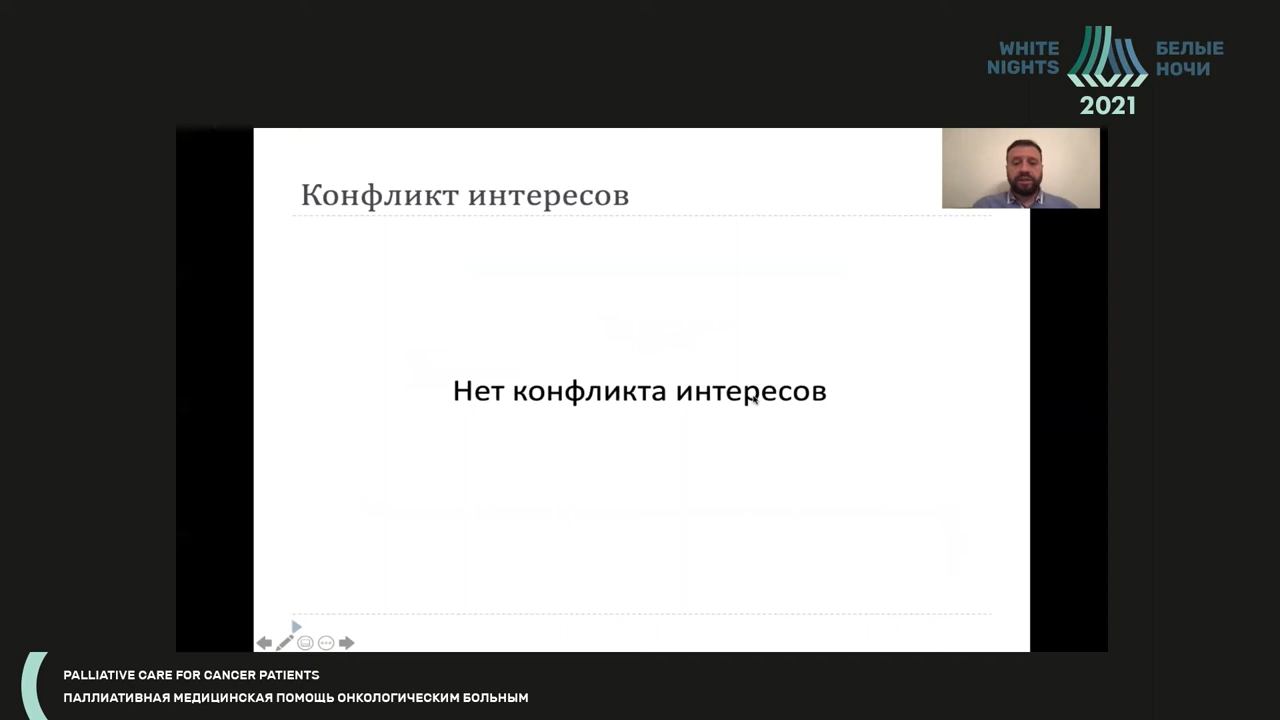 WHITE
NIGHTS
БЕЛЫЕ
НОЧИ
2021
Конфликт интересов
Нет конфликта интересов
PALLIATIVE CARE FOR CANCER PATIENTS
ПАЛЛИАТИВНАЯ МЕДИЦИНСКАЯ ПОМОЩЬ ОНКОЛОГИЧЕСКИМ БОЛЬНЫМ